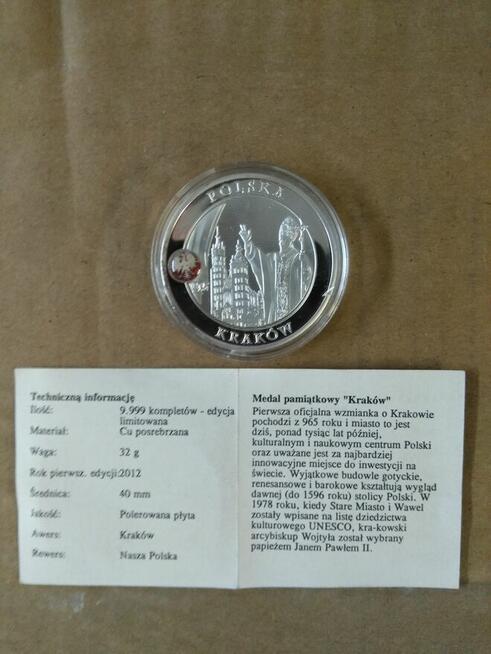 POLSKA
KRAKÓW
Techniczną informację
Ilość: 9.999 kompletów - edycja
limitowana
Materiał: Cu posrebrzana
Waga: 32 g
Rok pierwsz. edycji:2012
Średnica: 40 mm
Jakość: Polerowana płyta
Awers: Kraków
Rewers: Nasza Polska
Medal pamiątkowy "Kraków"
Pierwsza oficjalna wzmianka o Krakowie
pochodzi z 965 roku i miasto to jest
dziś, ponad tysiąc lat później,
kulturalnym i naukowym centrum Polski
oraz uważane jest za najbardziej
innowacyjne miejsce do inwestycji na
świecie. Wyjątkowe budowle gotyckie,
renesansowe i barokowe kształtują wygląd
dawnej (do 1596 roku) stolicy Polski. W
1978 roku, kiedy Stare Miasto i Wawel
zostały wpisane na listę dziedzictwa
kulturowego UNESCO, kra-kowski
arcybiskup Wojtyła został wybrany
papieżem Janem Pawłem II.